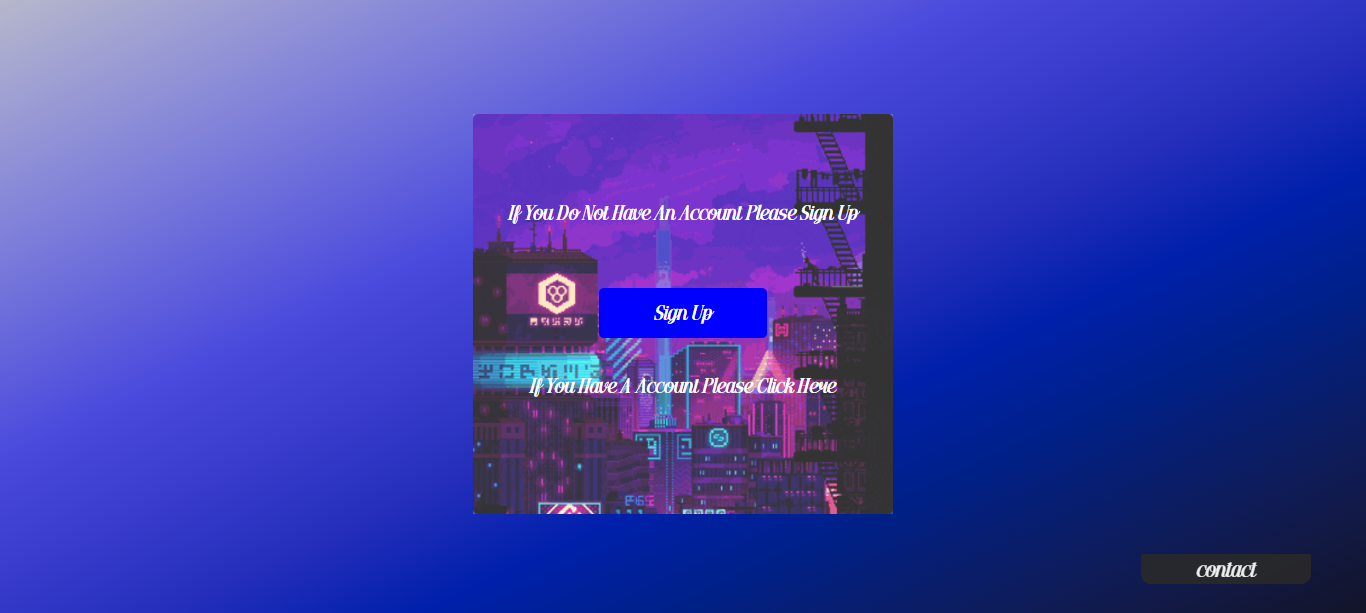 If You Do Not Have An Account Please Sign Up
Sign Up
If You Have A Account Please Click Here
contact